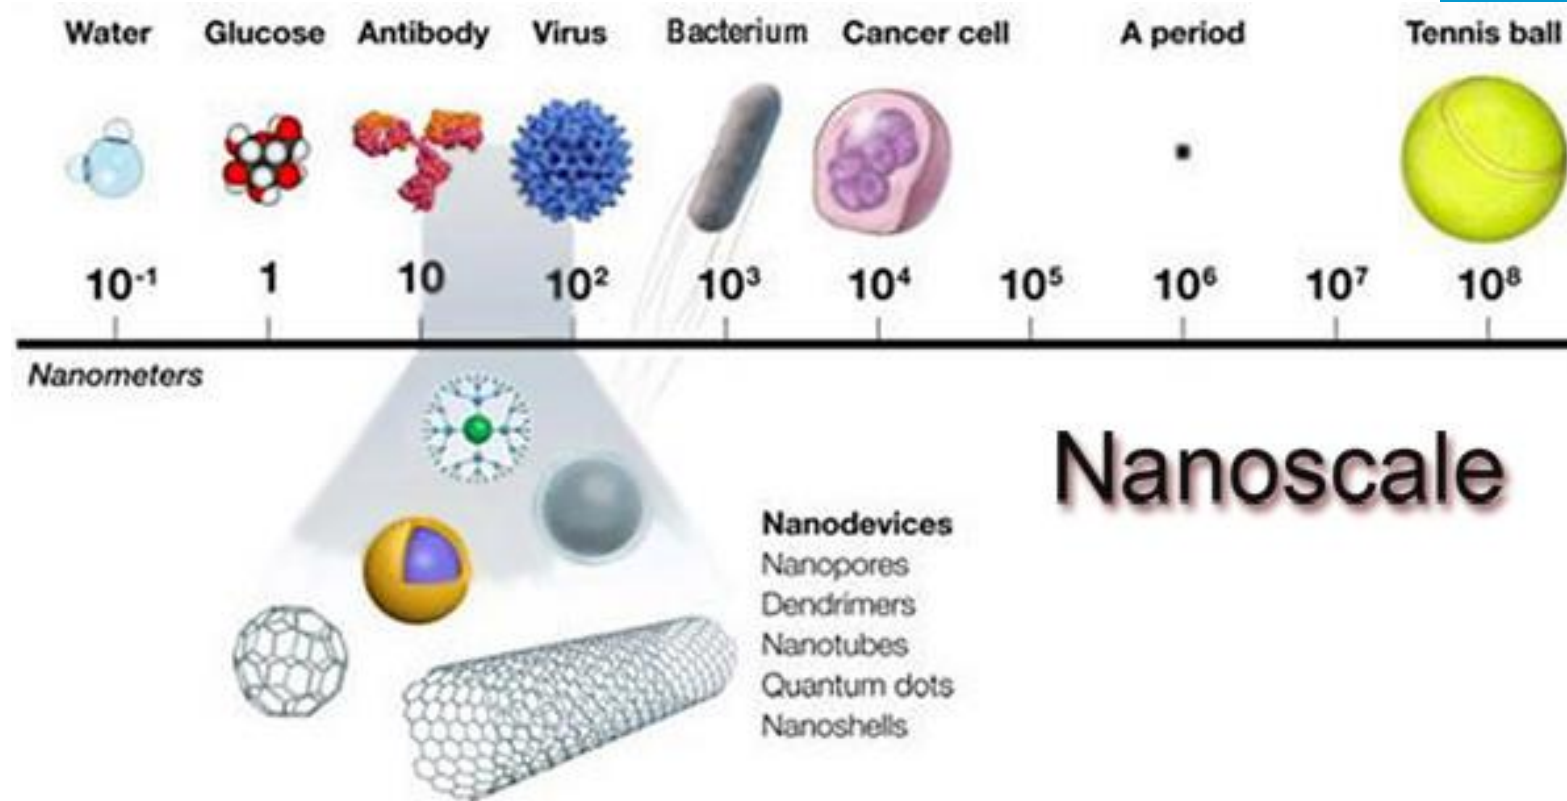 Water Glucose Antibody Virus Bacterium Cancer cell A period Tennis ball
10⁻¹ 1 10 10² 10³ 10⁴ 10⁵ 10⁶ 10⁷ 10⁸
Nanometers
Nanoscale
Nanodevices
Nanopores
Dendrimers
Nanotubes
Quantum dots
Nanoshells